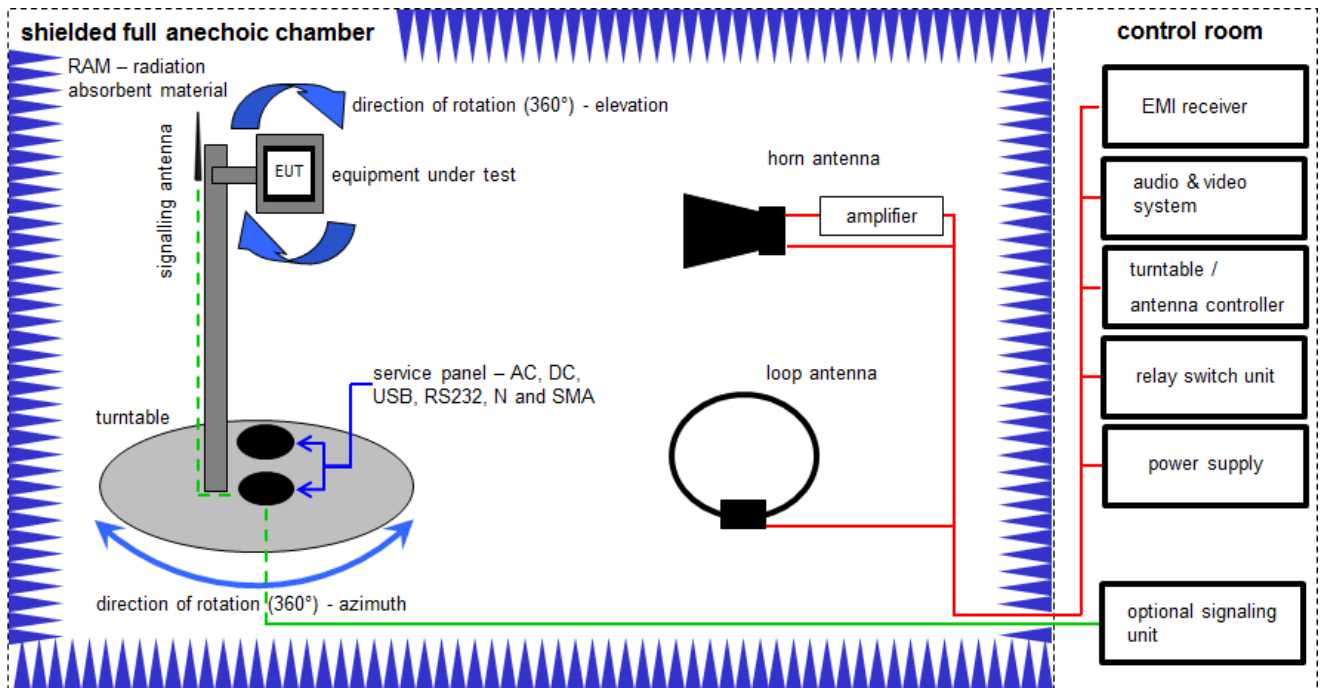 shielded full anechoic chamber
control room
RAM – radiation
absorbent material
direction of rotation (360°) - elevation
signalling antenna
EUT
equipment under test
horn antenna
amplifier
EMI receiver
audio & video
system
turntable /
antenna controller
relay switch unit
power supply
service panel – AC, DC,
USB, RS232, N and SMA
loop antenna
turntable
direction of rotation (360°) - azimuth
optional signaling
unit